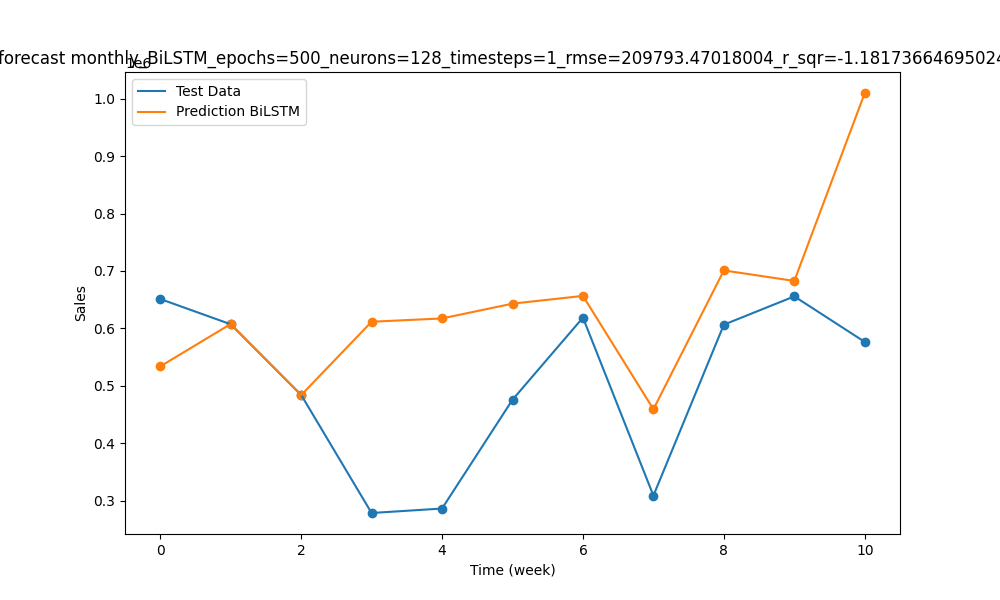 forecast monthly_BiLSTM_epochs=500_neurons=128_timesteps=1_rmse=209793.47018004_r_sqr=-1.18173664695024
1e6
Test Data
Prediction BiLSTM
1.0
0.9
0.8
0.7
0.6
0.5
0.4
0.3
Sales
0 2 4 6 8 10
Time (week)